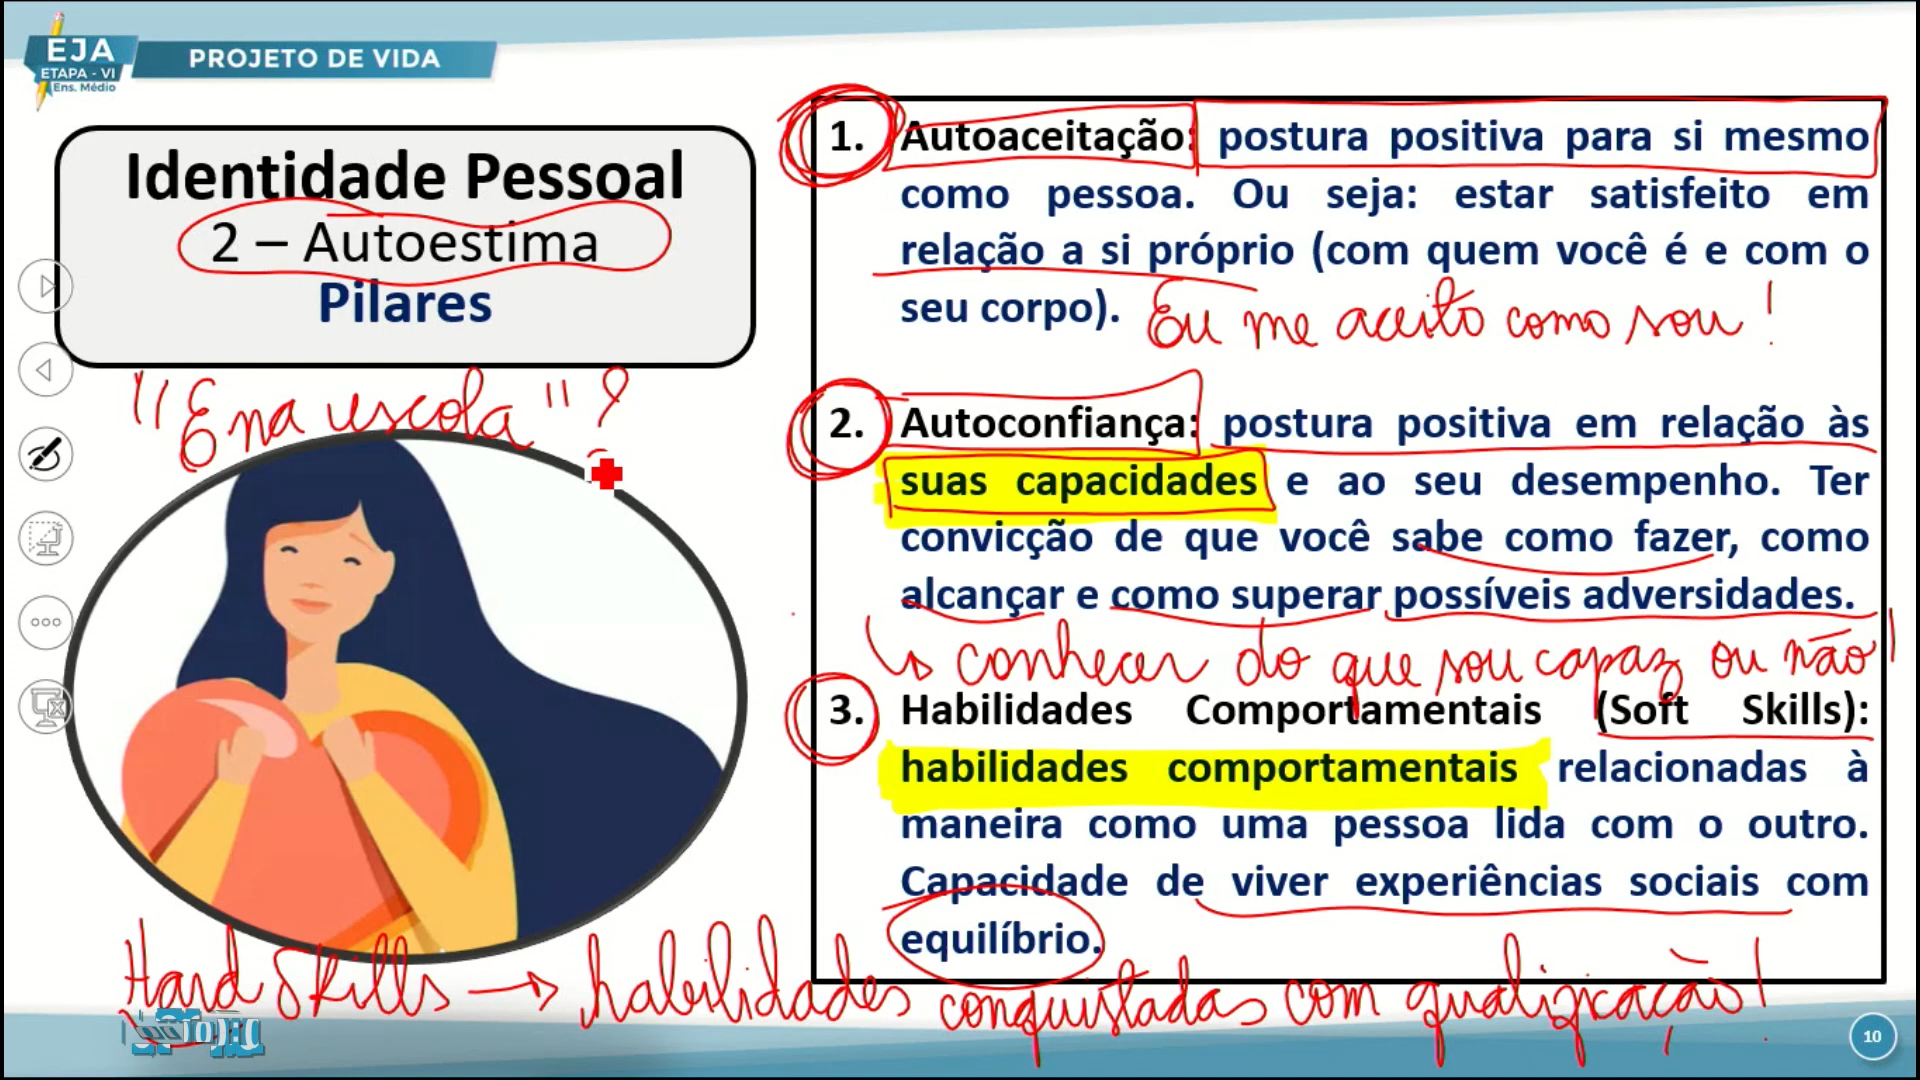 EJA
ETAPA - VI
Ens. Médio
PROJETO DE VIDA
Identidade Pessoal
2 – Autoestima
Pilares
"E na escola"?
1. Autoaceitação: postura positiva para si mesmo
como pessoa. Ou seja: estar satisfeito em
relação a si próprio (com quem você é e com o
seu corpo). Eu me aceito como sou!
2. Autoconfiança: postura positiva em relação às
suas capacidades e ao seu desempenho. Ter
convicção de que você sabe como fazer, como
alcançar e como superar possíveis adversidades.
↳ conhecer do que sou capaz ou não!
3. Habilidades Comportamentais (Soft Skills):
habilidades comportamentais relacionadas à
maneira como uma pessoa lida com o outro.
Capacidade de viver experiências sociais com
equilíbrio.
Hard Skills → habilidades conquistadas com qualificação!
10